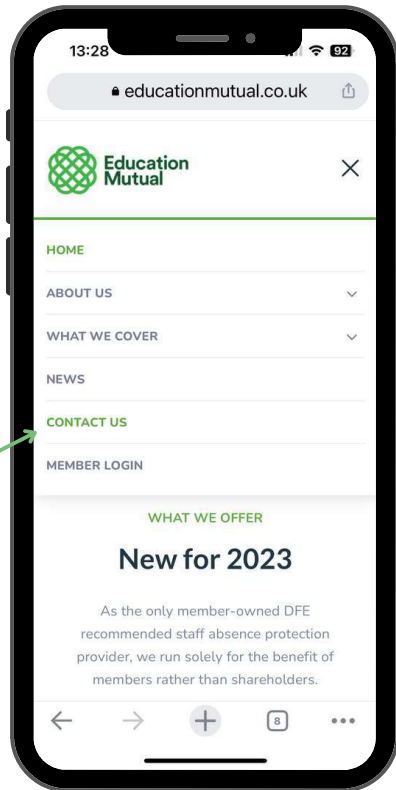 13:28
92
educationmutual.co.uk
Education
Mutual
HOME
ABOUT US
WHAT WE COVER
NEWS
CONTACT US
MEMBER LOGIN
WHAT WE OFFER
New for 2023
As the only member-owned DFE
recommended staff absence protection
provider, we run solely for the benefit of
members rather than shareholders.
8